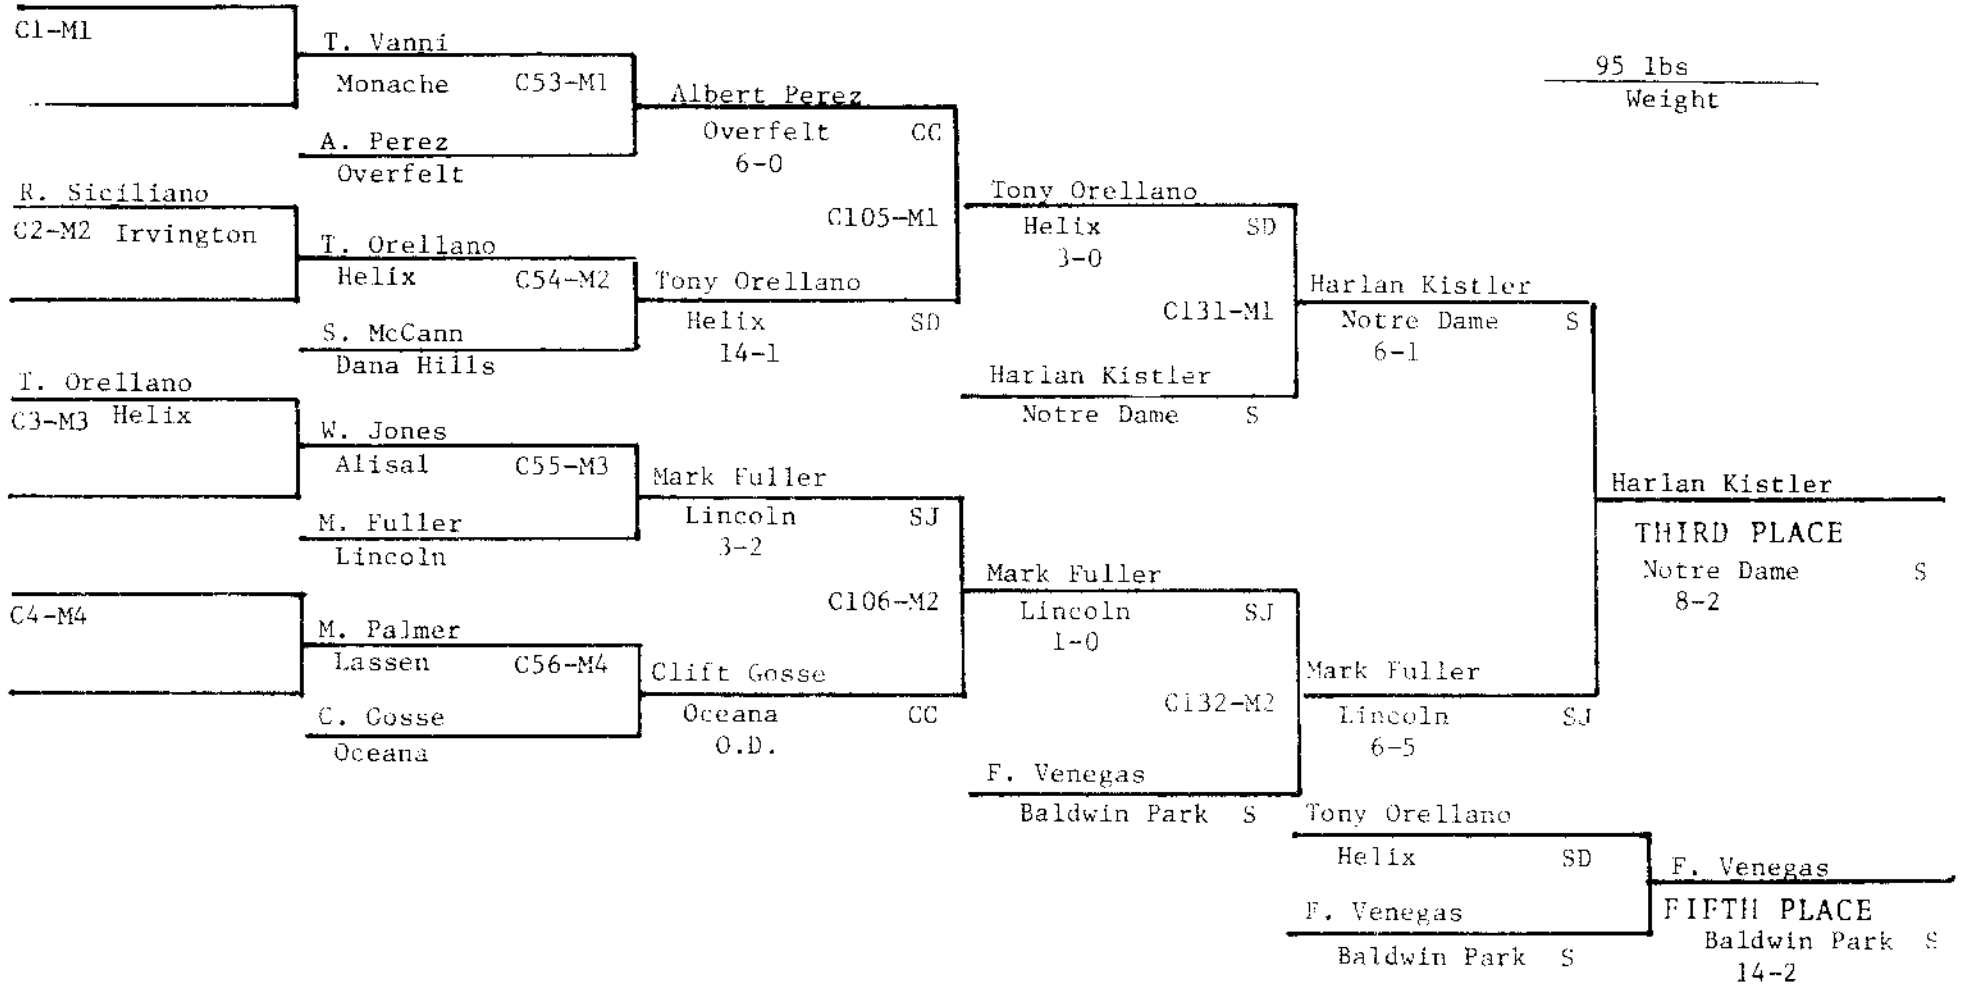 C1-M1
T. Vanni
Monache C53-M1
A. Perez
Overfelt
R. Siciliano
C2-M2 Irvington
T. Orellano
Helix C54-M2
S. McCann
Dana Hills
T. Orellano
C3-M3 Helix
W. Jones
Alisal C55-M3
M. Fuller
Lincoln
C4-M4
M. Palmer
Lassen C56-M4
C. Gosse
Oceana
Albert Perez
Overfelt CC
6-0
C105-M1
Tony Orellano
Helix SD
14-1
Mark Fuller
Lincoln SJ
3-2
C106-M2
Clift Gosse
Oceana CC
O.D.
Tony Orellano
Helix SD
3-0
C131-M1
Harlan Kistler
Notre Dame S
Mark Fuller
Lincoln SJ
1-0
C132-M2
F. Venegas
Baldwin Park S
95 lbs
Weight
Harlan Kistler
Notre Dame S
6-1
Mark Fuller
Lincoln SJ
6-5
Harlan Kistler
THIRD PLACE
Notre Dame S
8-2
Tony Orellano
Helix SD
F. Venegas
Baldwin Park S
F. Venegas
FIFTH PLACE
Baldwin Park S
14-2